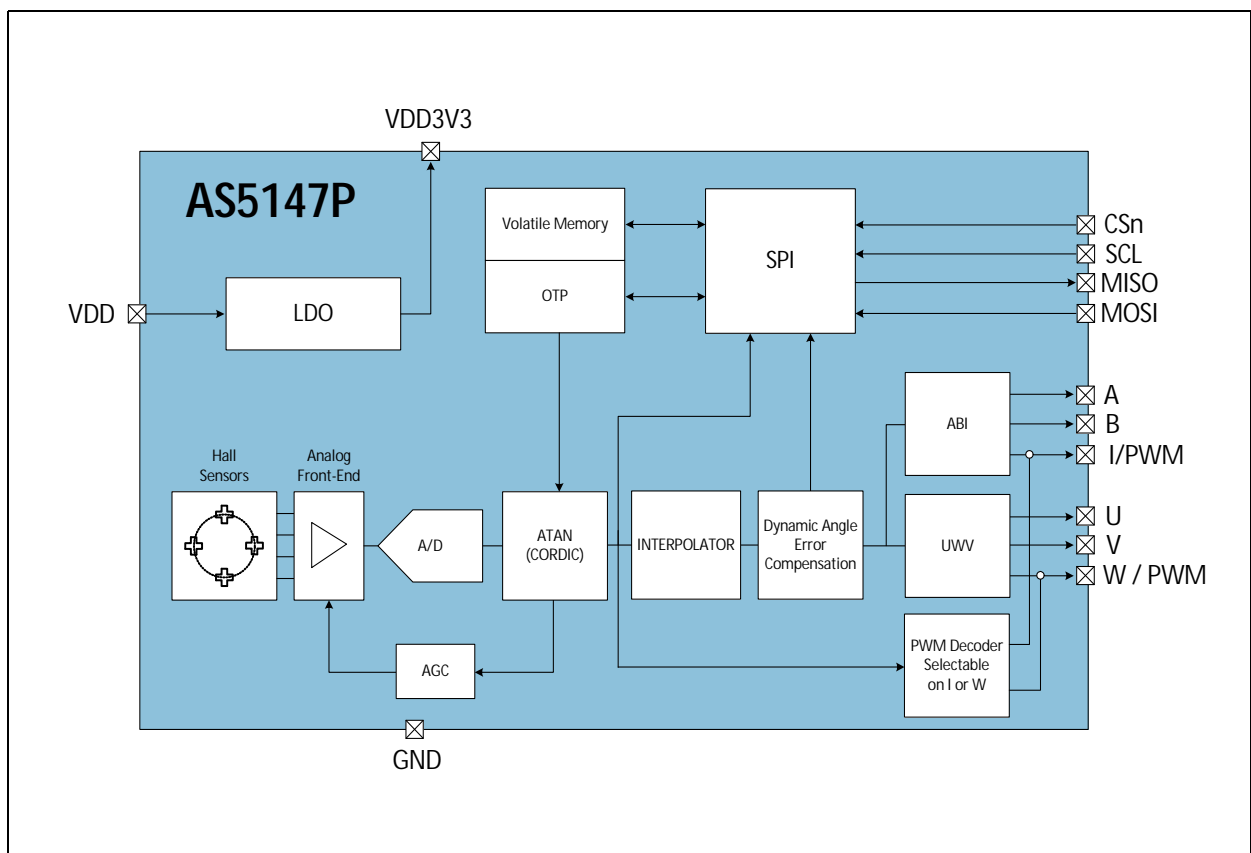 VDD3V3
AS5147P
Volatile Memory
OTP
SPI
CSn
SCL
MISO
MOSI
VDD
LDO
A
B
I/PWM
ABI
Hall
Sensors
Analog
Front-End
A/D
ATAN
(CORDIC)
INTERPOLATOR
Dynamic Angle
Error
Compensation
UWV
U
V
W / PWM
PWM Decoder
Selectable
on I or W
AGC
GND